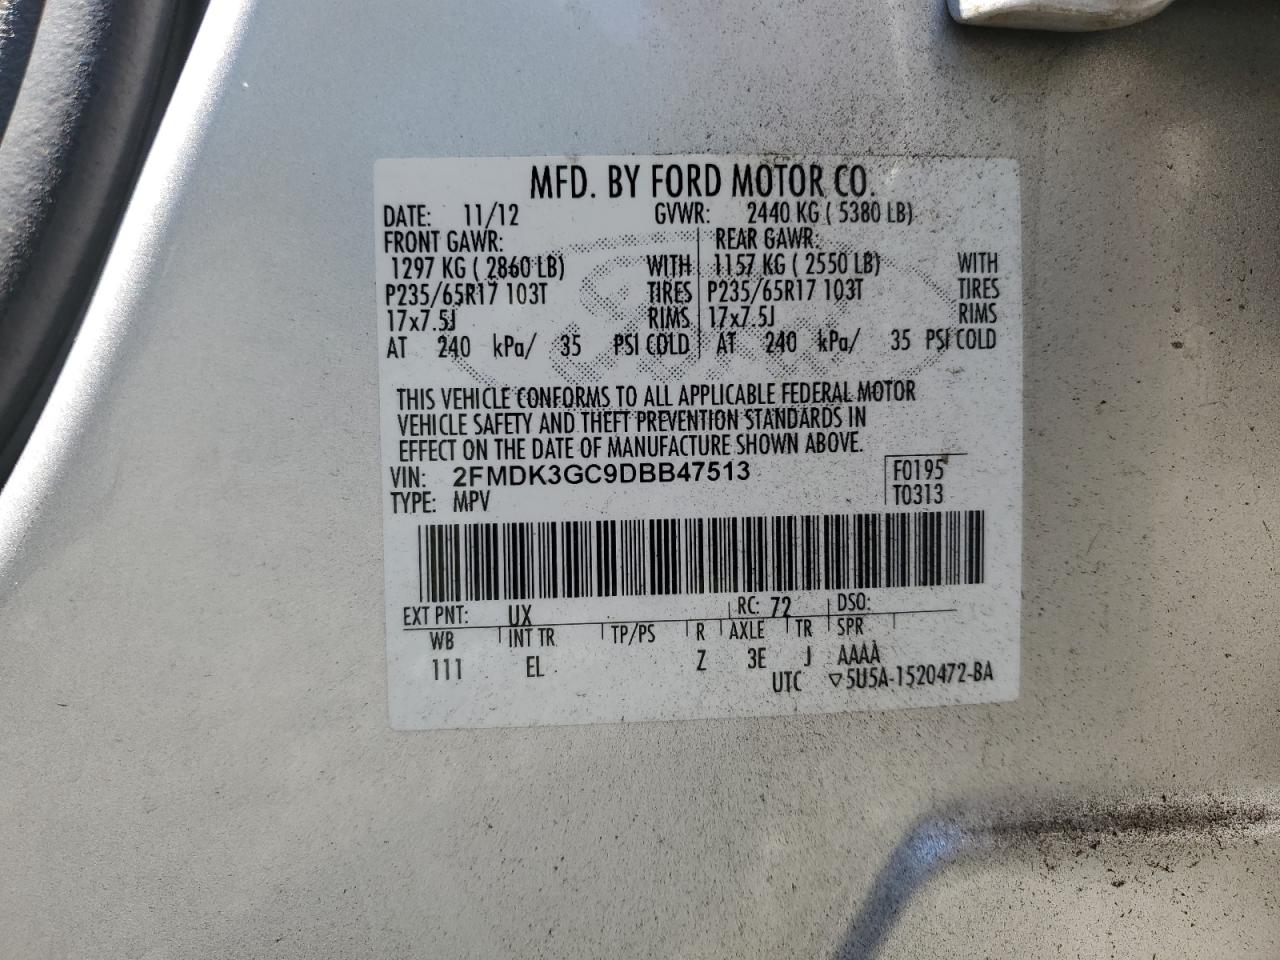 MFD. BY FORD MOTOR CO.
DATE: 11/12 GVWR: 2440 KG ( 5380 LB)
FRONT GAWR: REAR GAWR:
1297 KG ( 2860 LB) WITH 1157 KG ( 2550 LB) WITH
P235/65R17 103T TIRES P235/65R17 103T TIRES
17x7.5J RIMS 17x7.5J RIMS
AT 240 kPa/ 35 PSI COLD AT 240 kPa/ 35 PSI COLD
THIS VEHICLE CONFORMS TO ALL APPLICABLE FEDERAL MOTOR
VEHICLE SAFETY AND THEFT PREVENTION STANDARDS IN
EFFECT ON THE DATE OF MANUFACTURE SHOWN ABOVE.
VIN: 2FMDK3GC9DBB47513 F0195
TYPE: MPV T0313
EXT PNT: UX RC: 72 DSO:
WB INT TR TP/PS R AXLE TR SPR
111 EL Z 3E J AAAA
UTC ▽5U5A-1520472-BA